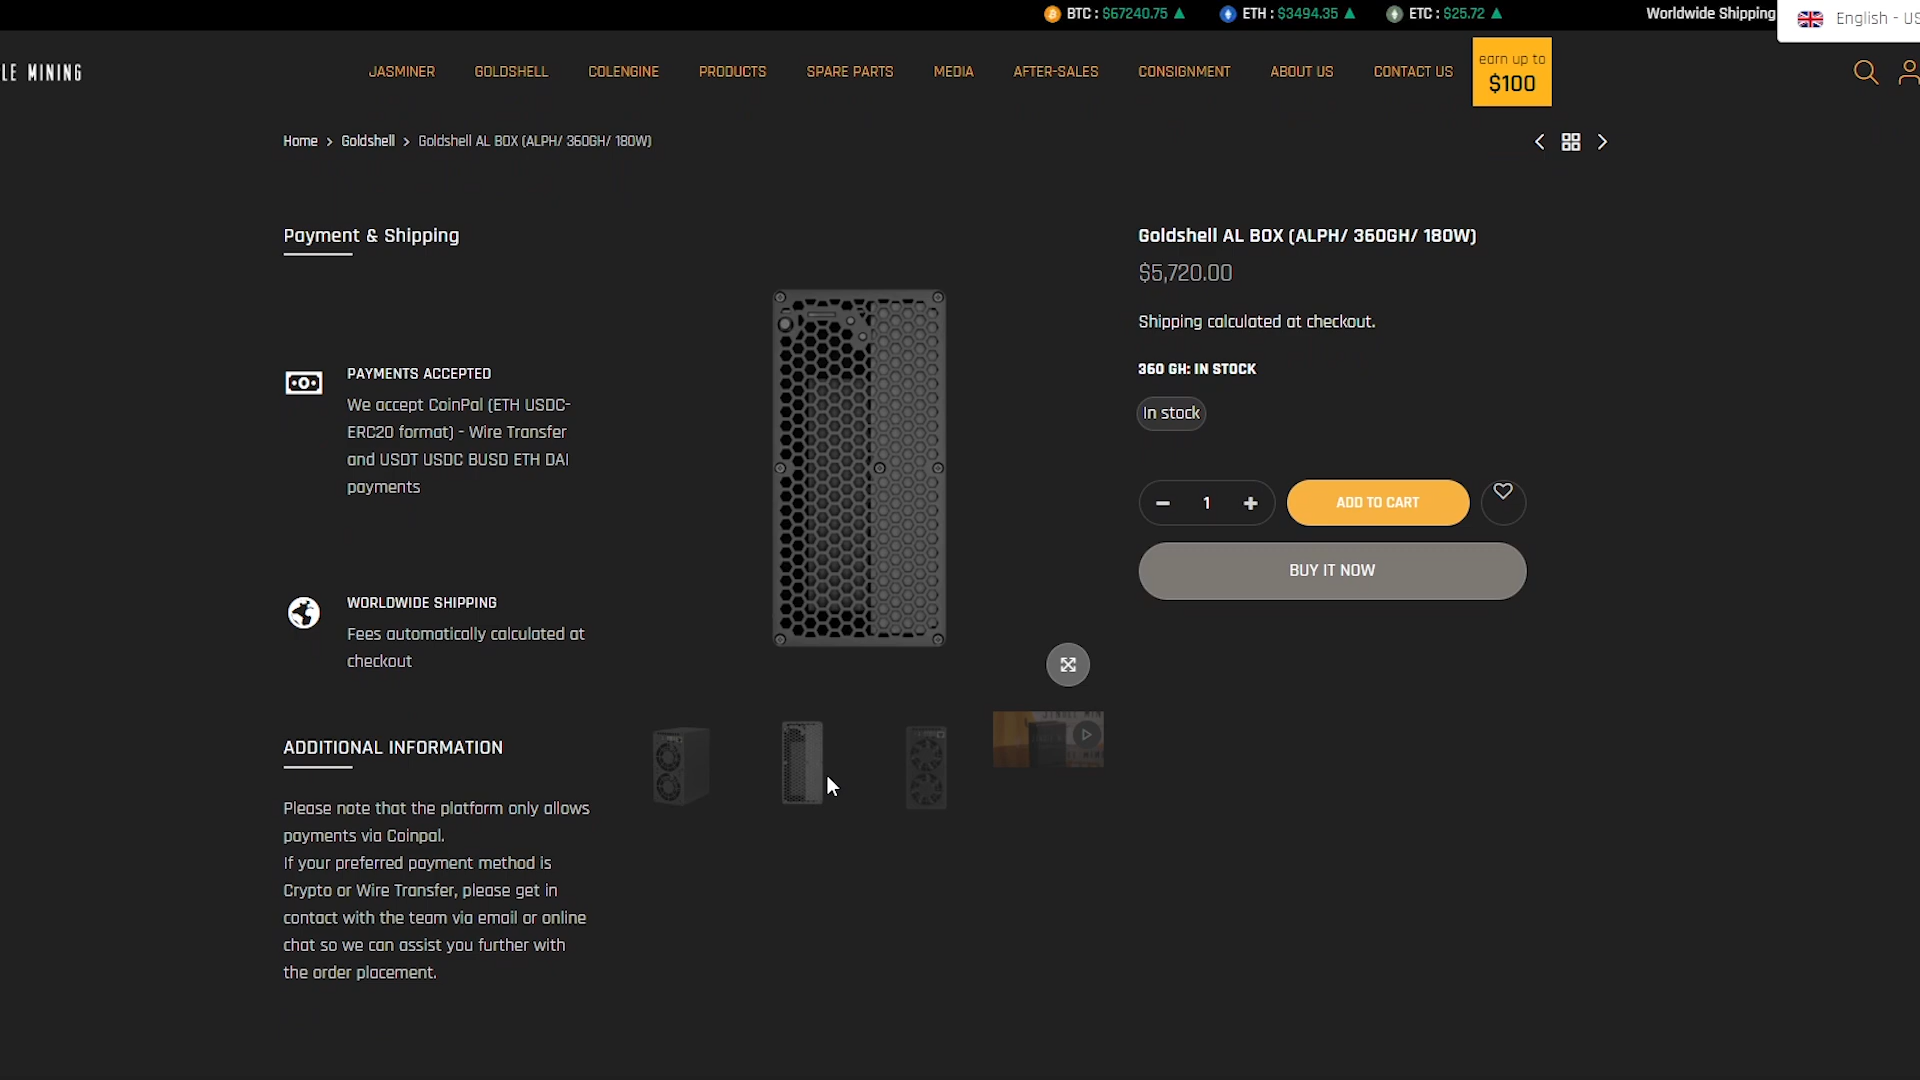 BTC : $67240.75 ETH : $3494.35 ETC : $25.72 Worldwide Shipping English - US
LE MINING
JASMINER GOLDSHELL COLENGINE PRODUCTS SPARE PARTS MEDIA AFTER-SALES CONSIGNMENT ABOUT US CONTACT US
earn up to
$100
Home > Goldshell > Goldshell AL BOX (ALPH/ 360GH/ 180W)
Payment & Shipping
PAYMENTS ACCEPTED
We accept CoinPal (ETH USDC-
ERC20 format) - Wire Transfer
and USDT USDC BUSD ETH DAI
payments
WORLDWIDE SHIPPING
Fees automatically calculated at
checkout
ADDITIONAL INFORMATION
Please note that the platform only allows
payments via Coinpal.
If your preferred payment method is
Crypto or Wire Transfer, please get in
contact with the team via email or online
chat so we can assist you further with
the order placement.
Goldshell AL BOX (ALPH/ 360GH/ 180W)
$5,720.00
Shipping calculated at checkout.
360 GH: IN STOCK
In stock
1
ADD TO CART
BUY IT NOW